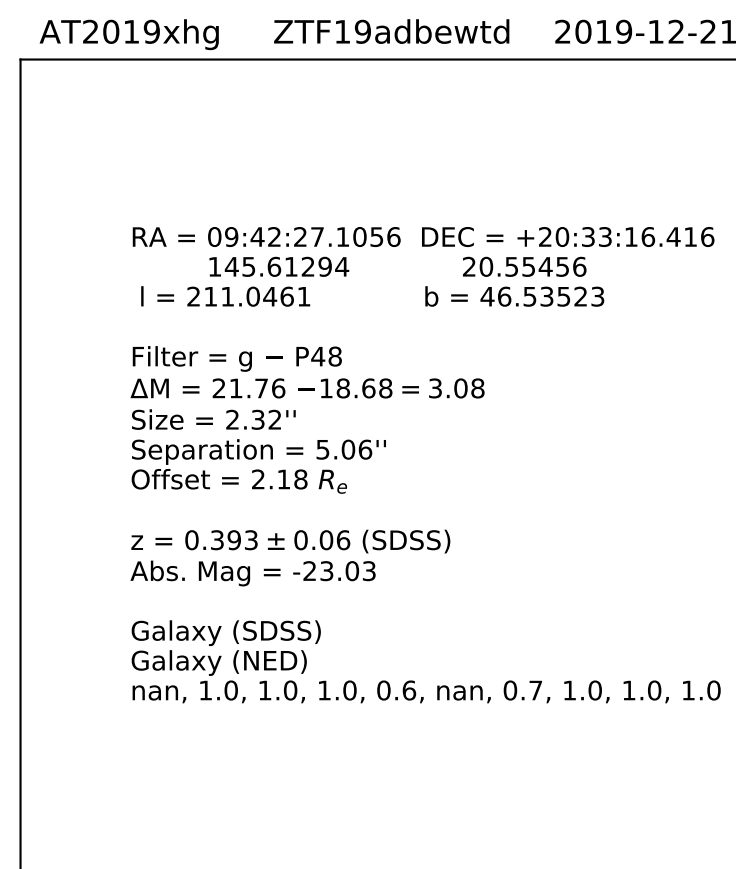 AT2019xhg ZTF19adbewtd 2019-12-21
RA = 09:42:27.1056 DEC = +20:33:16.416
145.61294 20.55456
l = 211.0461 b = 46.53523
Filter = g − P48
ΔM = 21.76 −18.68 = 3.08
Size = 2.32''
Separation = 5.06''
Offset = 2.18 Re
z = 0.393 ± 0.06 (SDSS)
Abs. Mag = -23.03
Galaxy (SDSS)
Galaxy (NED)
nan, 1.0, 1.0, 1.0, 0.6, nan, 0.7, 1.0, 1.0, 1.0